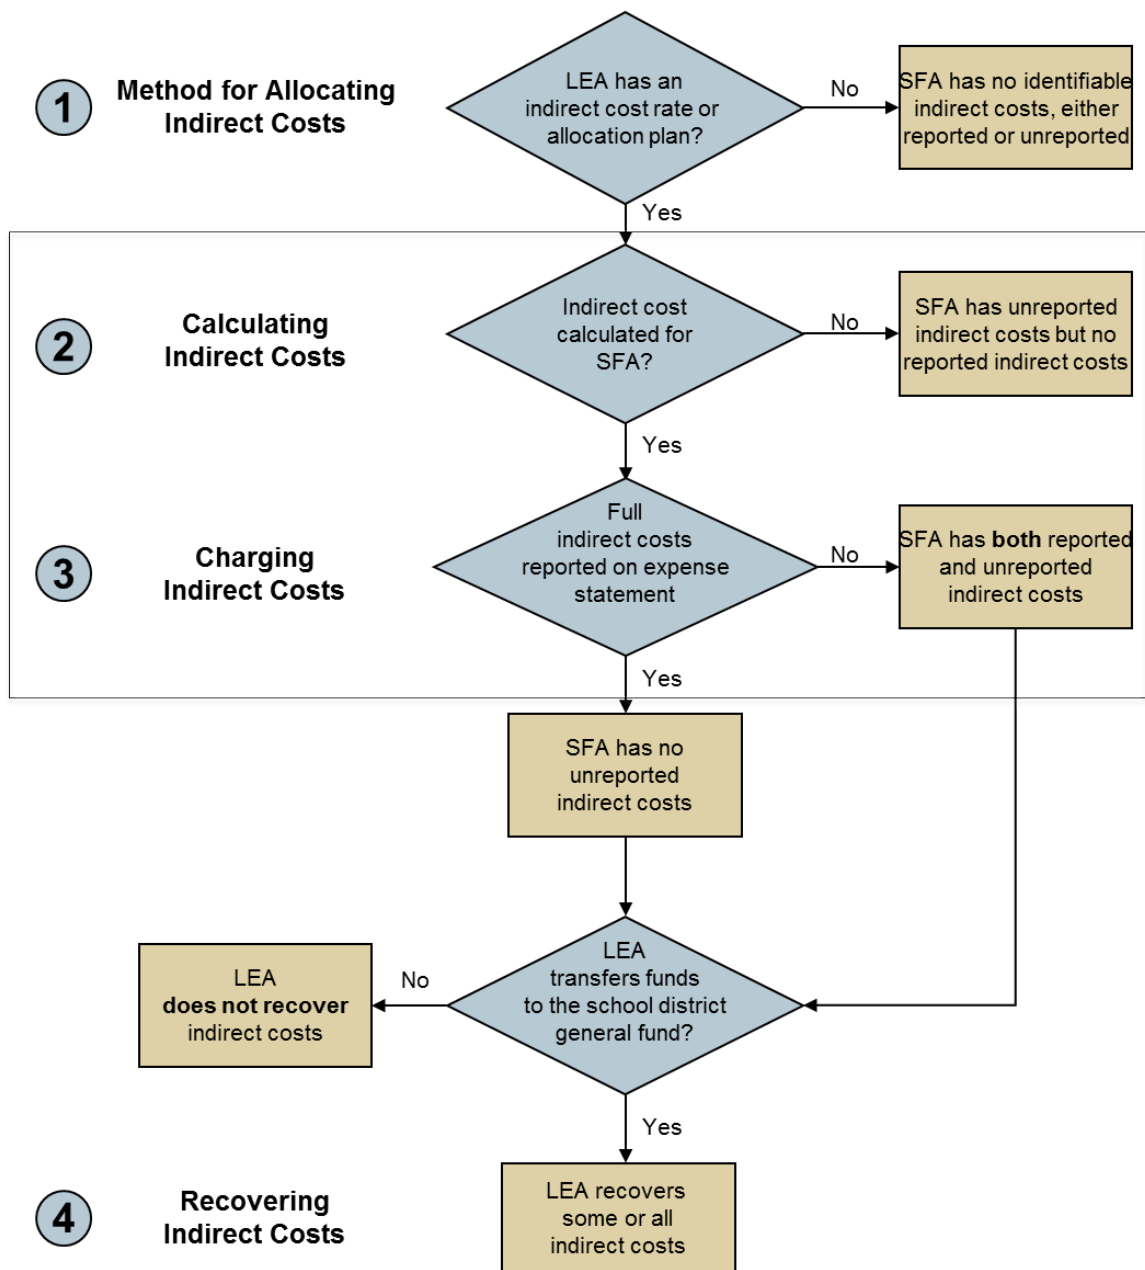 1
Method for Allocating
Indirect Costs
LEA has an
indirect cost rate or
allocation plan?
No
SFA has no identifiable
indirect costs, either
reported or unreported
Yes
2
Calculating
Indirect Costs
Indirect cost
calculated for
SFA?
No
SFA has unreported
indirect costs but no
reported indirect costs
Yes
3
Charging
Indirect Costs
Full
indirect costs
reported on expense
statement
No
SFA has both reported
and unreported
indirect costs
Yes
SFA has no
unreported
indirect costs
LEA
transfers funds
to the school district
general fund?
No
LEA
does not recover
indirect costs
Yes
4
Recovering
Indirect Costs
LEA recovers
some or all
indirect costs